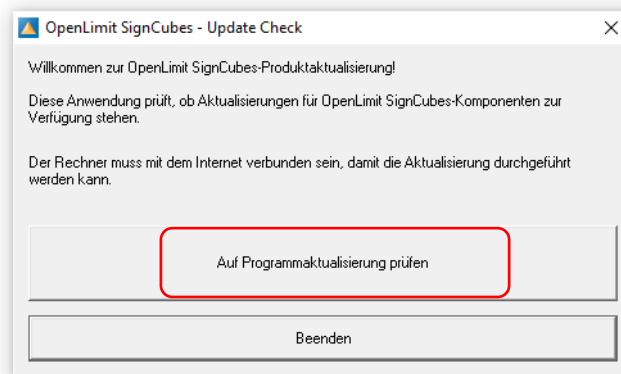 OpenLimit SignCubes - Update Check
Willkommen zur OpenLimit SignCubes-Produktaktualisierung!
Diese Anwendung prüft, ob Aktualisierungen für OpenLimit SignCubes-Komponenten zur
Verfügung stehen.
Der Rechner muss mit dem Internet verbunden sein, damit die Aktualisierung durchgeführt
werden kann.
Auf Programmaktualisierung prüfen
Beenden